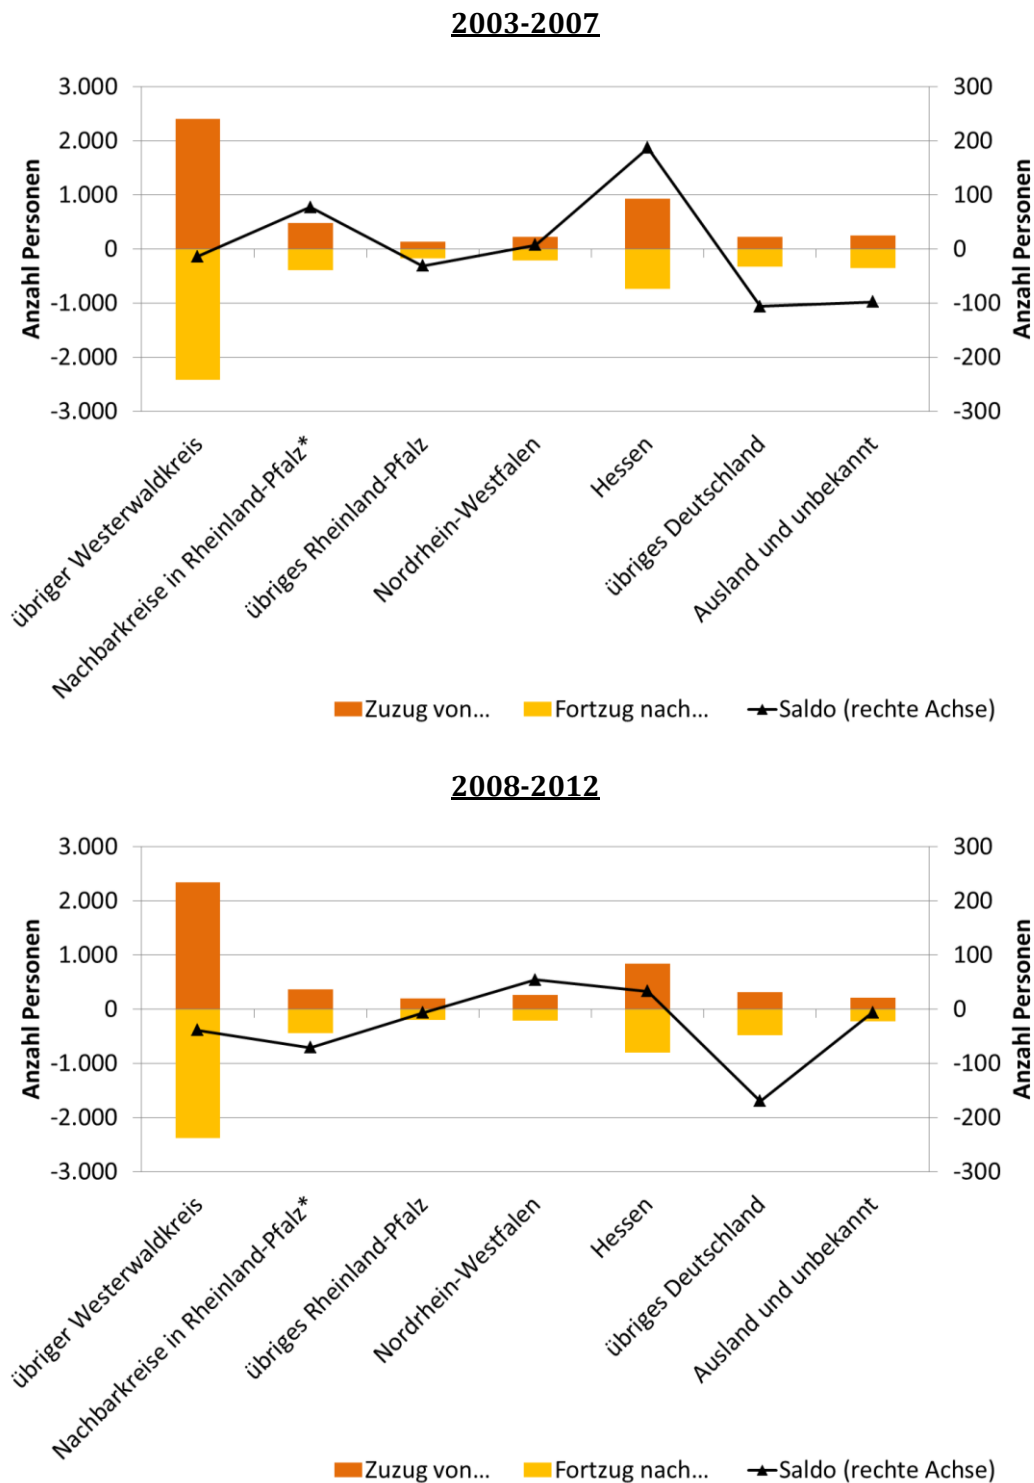 2003-2007
3.000
2.000
1.000
0
-1.000
-2.000
-3.000
Anzahl Personen
300
200
100
0
-100
-200
-300
Anzahl Personen
übriger Westerwaldkreis
Nachbarkreise in Rheinland-Pfalz*
übriges Rheinland-Pfalz
Nordrhein-Westfalen
Hessen
übriges Deutschland
Ausland und unbekannt
Zuzug von... Fortzug nach... Saldo (rechte Achse)
2008-2012
3.000
2.000
1.000
0
-1.000
-2.000
-3.000
Anzahl Personen
300
200
100
0
-100
-200
-300
Anzahl Personen
übriger Westerwaldkreis
Nachbarkreise in Rheinland-Pfalz*
übriges Rheinland-Pfalz
Nordrhein-Westfalen
Hessen
übriges Deutschland
Ausland und unbekannt
Zuzug von... Fortzug nach... Saldo (rechte Achse)